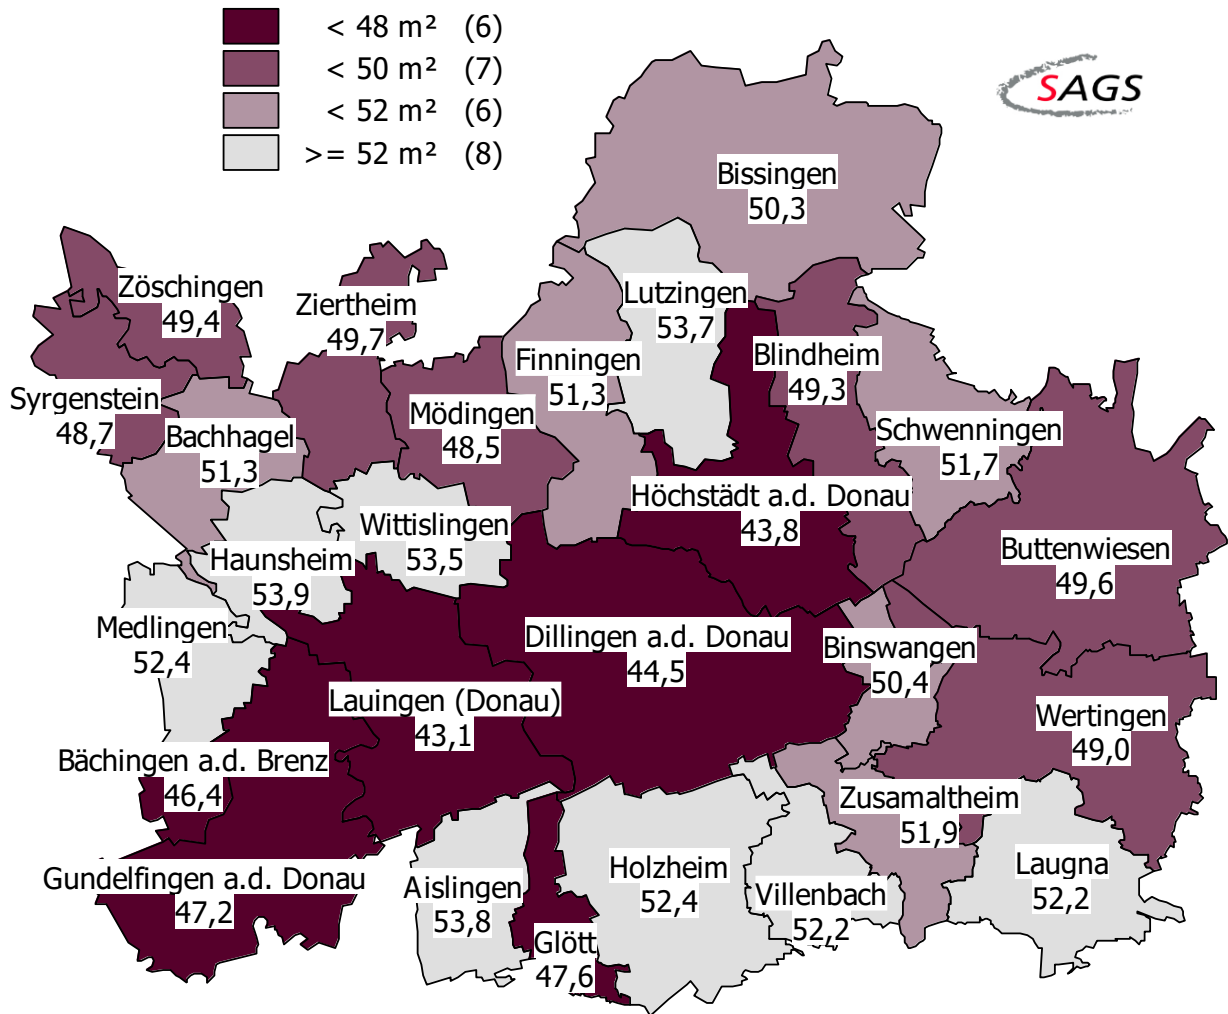 < 48 m² (6)
< 50 m² (7)
< 52 m² (6)
>= 52 m² (8)
SAGS
Bissingen
50,3
Zöschingen
49,4
Ziertheim
49,7
Lutzingen
53,7
Finningen
51,3
Blindheim
49,3
Syrgenstein
48,7
Bachhagel
51,3
Mödingen
48,5
Schwenningen
51,7
Höchstädt a.d. Donau
43,8
Wittislingen
53,5
Haunsheim
53,9
Buttenwiesen
49,6
Medlingen
52,4
Dillingen a.d. Donau
44,5
Binswangen
50,4
Lauingen (Donau)
43,1
Wertingen
49,0
Bächingen a.d. Brenz
46,4
Zusamaltheim
51,9
Gundelfingen a.d. Donau
47,2
Aislingen
53,8
Holzheim
52,4
Villenbach
52,2
Laugna
52,2
Glött
47,6